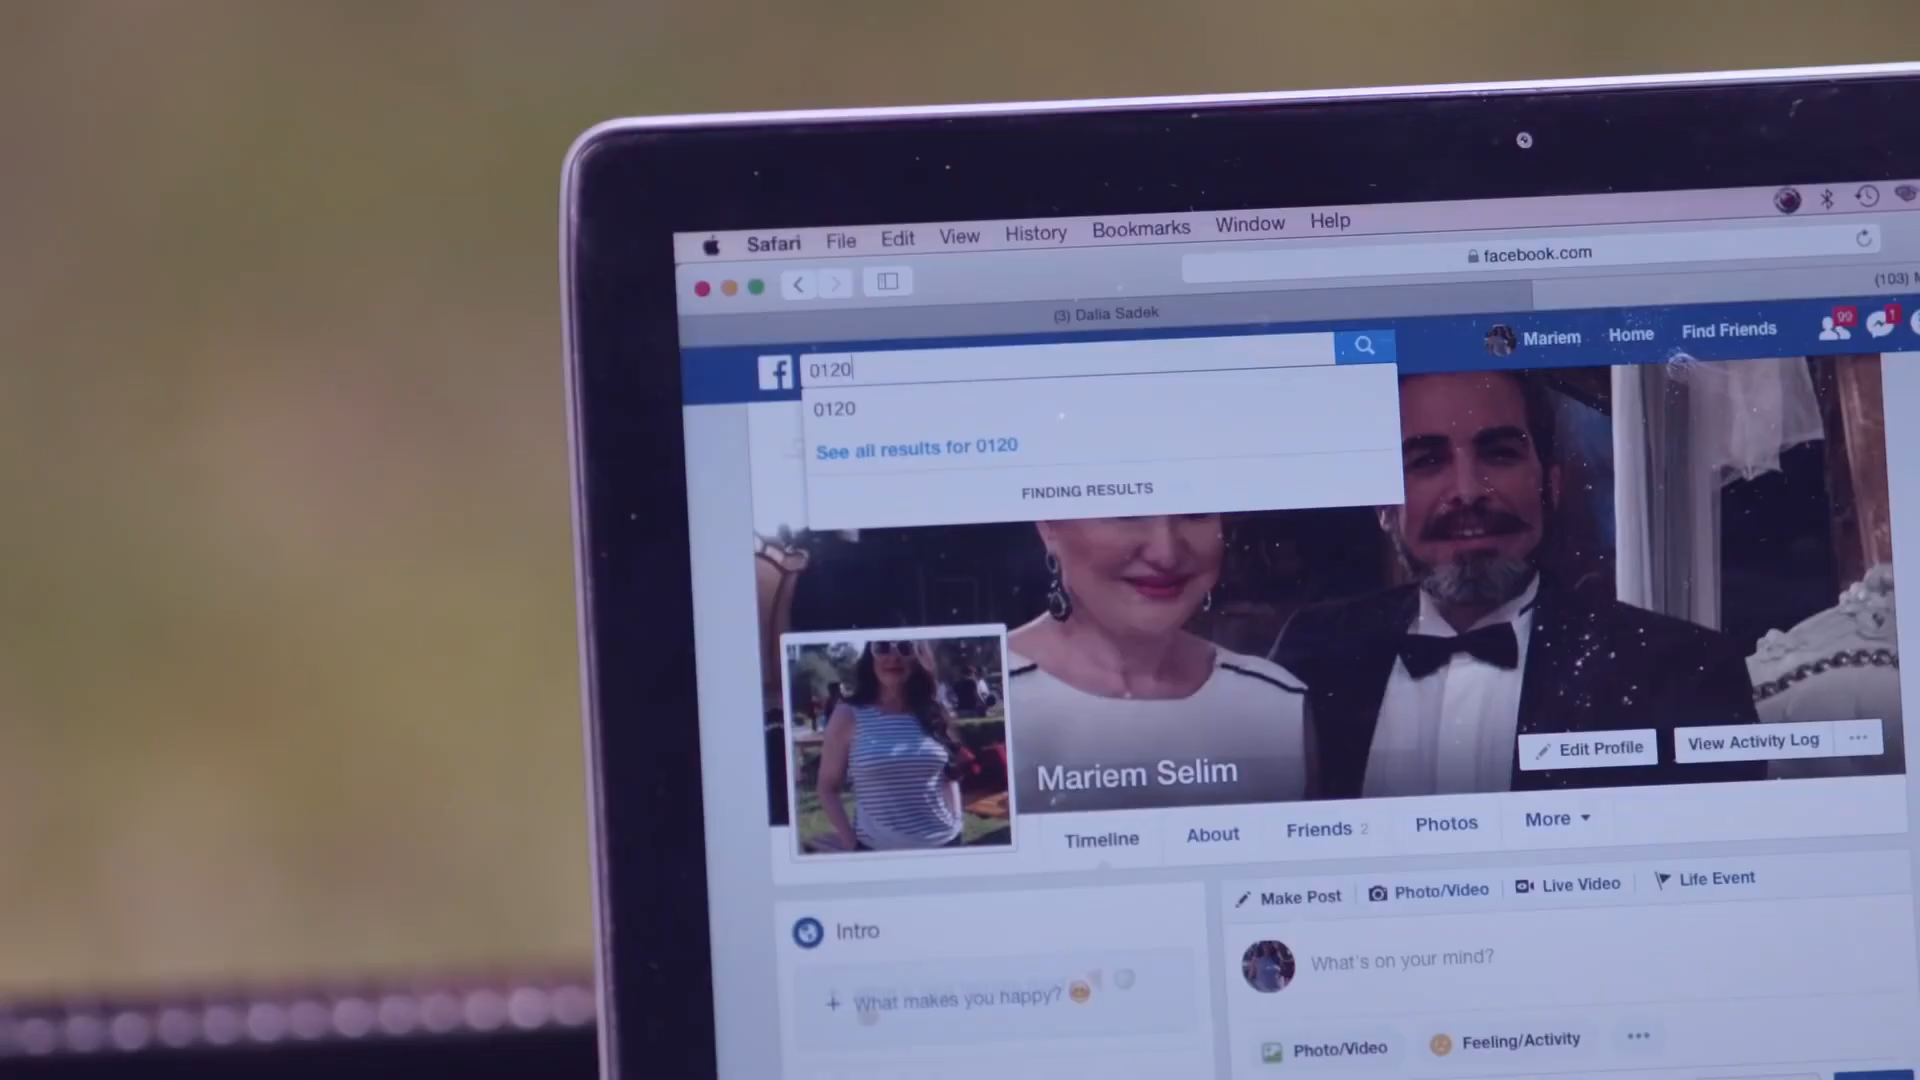 Safari File Edit View History Bookmarks Window Help
facebook.com
(3) Dalia Sadek
(103)
f 0120
Mariem Home Find Friends 99 1
0120
See all results for 0120
FINDING RESULTS
Mariem Selim
Edit Profile View Activity Log
Timeline About Friends 2 Photos More
Make Post Photo/Video Live Video Life Event
Intro
What's on your mind?
+ What makes you happy?
Photo/Video Feeling/Activity